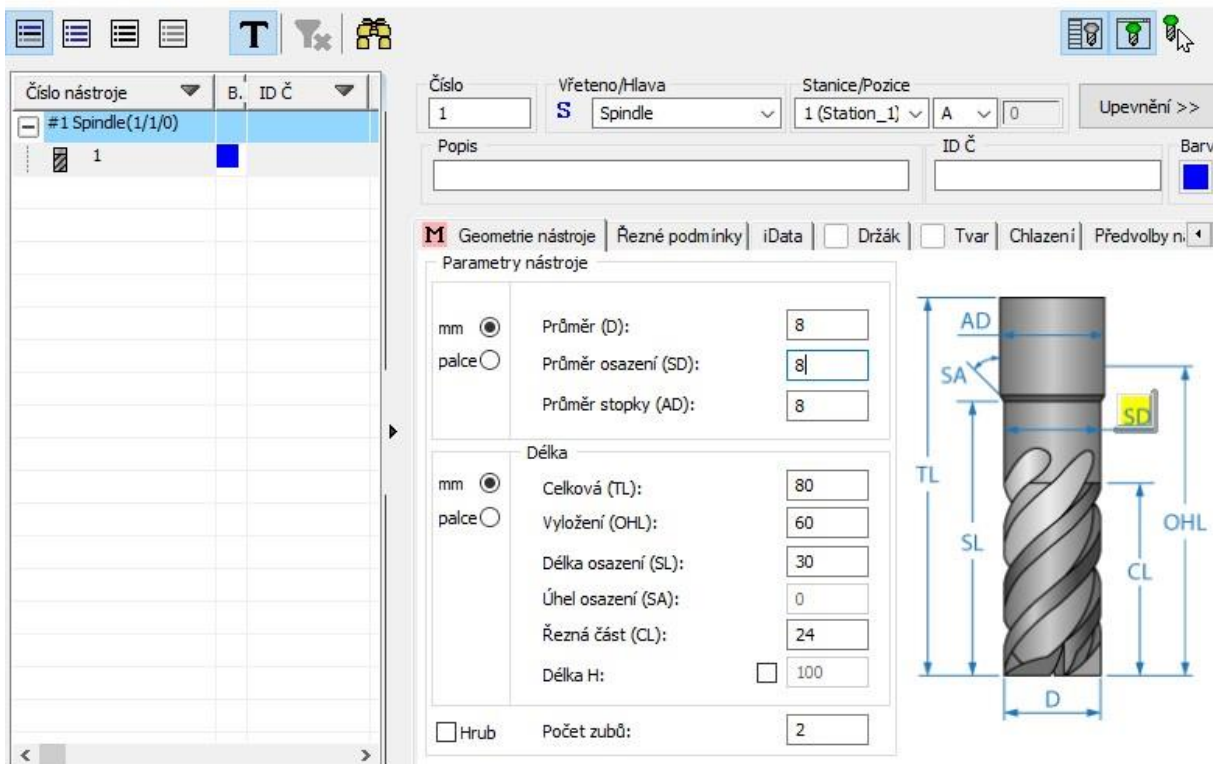 T
Číslo nástroje B. ID Č
#1 Spindle(1/1/0)
1
Číslo Vřeteno/Hlava Stanice/Pozice
1 S Spindle 1 (Station_1) A 0 Upevnění >>
Popis ID Č Barv
M Geometrie nástroje Řezné podmínky iData Držák Tvar Chlazení Předvolby n
Parametry nástroje
mm Průměr (D): 8
palce Průměr osazení (SD): 8
Průměr stopky (AD): 8
Délka
mm Celková (TL): 80
palce Vyložení (OHL): 60
Délka osazení (SL): 30
Úhel osazení (SA): 0
Řezná část (CL): 24
Délka H: 100
Hrub Počet zubů: 2
AD
SA
SD
TL
OHL
SL
CL
D